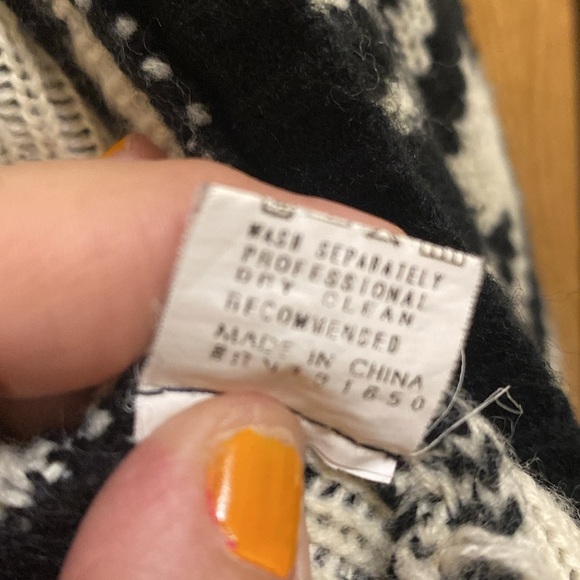 WASH SEPARATELY
PROFESSIONAL
DRY CLEAN
RECOMMENDED
MADE IN CHINA